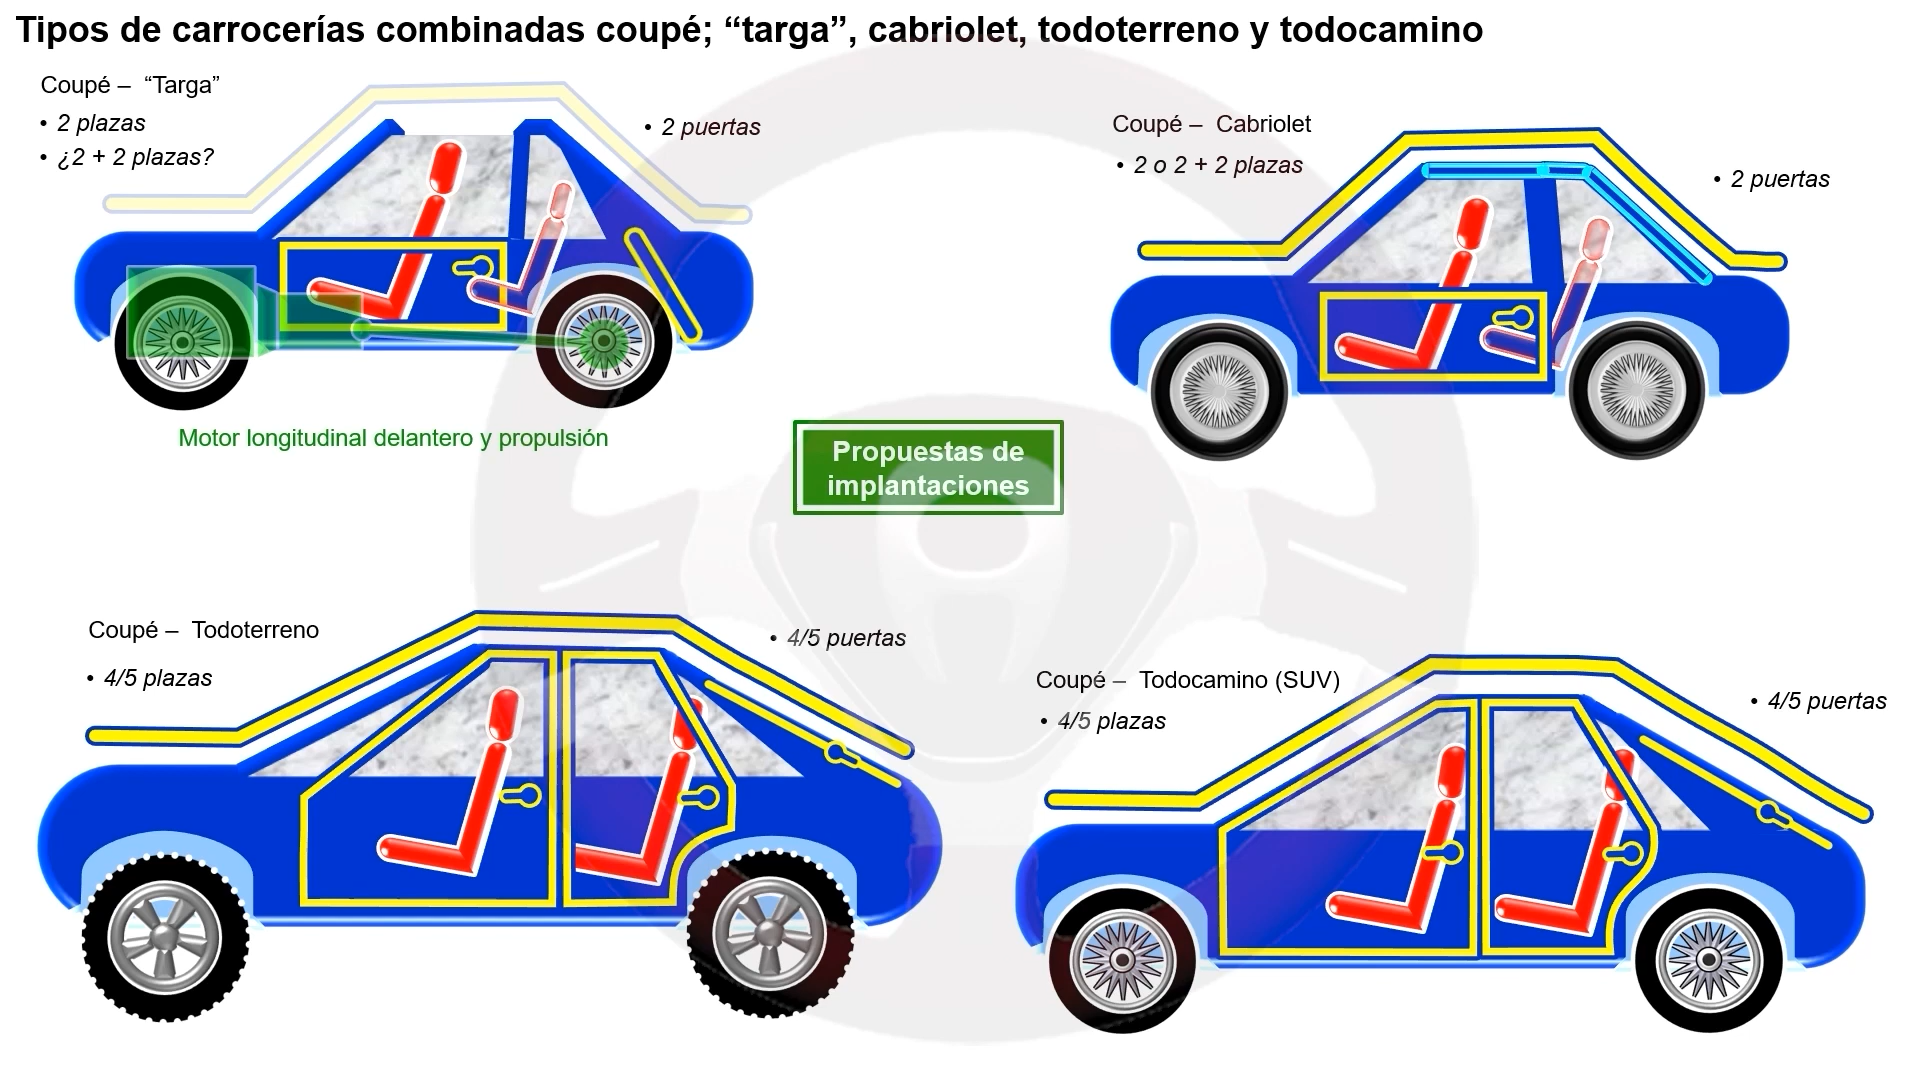 Tipos de carrocerías combinadas coupé; “targa”, cabriolet, todoterreno y todocamino
Coupé – “Targa”
• 2 plazas
• ¿2 + 2 plazas?
• 2 puertas
Motor longitudinal delantero y propulsión
Coupé – Cabriolet
• 2 o 2 + 2 plazas
• 2 puertas
Propuestas de
implantaciones
Coupé – Todoterreno
• 4/5 plazas
• 4/5 puertas
Coupé – Todocamino (SUV)
• 4/5 plazas
• 4/5 puertas